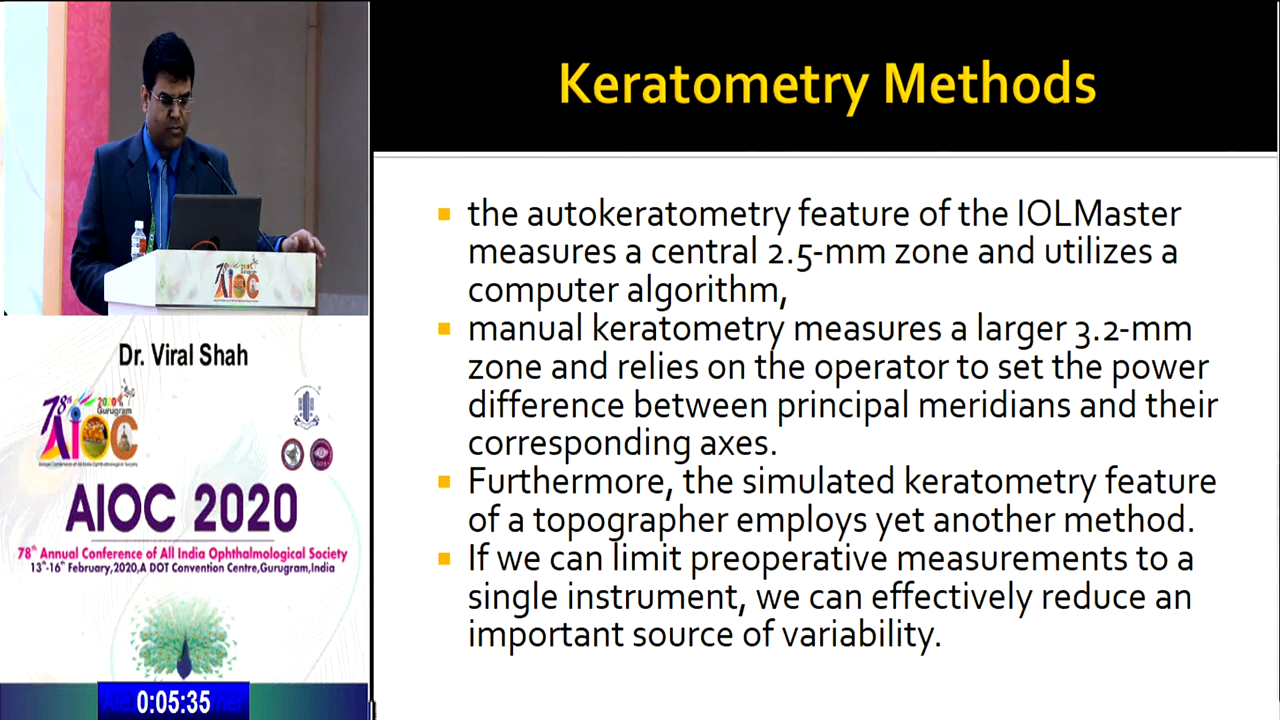 Keratometry Methods
the autokeratometry feature of the IOLMaster
measures a central 2.5-mm zone and utilizes a
computer algorithm,
manual keratometry measures a larger 3.2-mm
zone and relies on the operator to set the power
difference between principal meridians and their
corresponding axes.
Furthermore, the simulated keratometry feature
of a topographer employs yet another method.
If we can limit preoperative measurements to a
single instrument, we can effectively reduce an
important source of variability.
78th AIOC
Dr. Viral Shah
78th 2020
Gurugram
AIOC
AIOC 2020
78th Annual Conference of All India Ophthalmological Society
13th-16th February,2020,A DOT Convention Centre,Gurugram,India
0:05:35